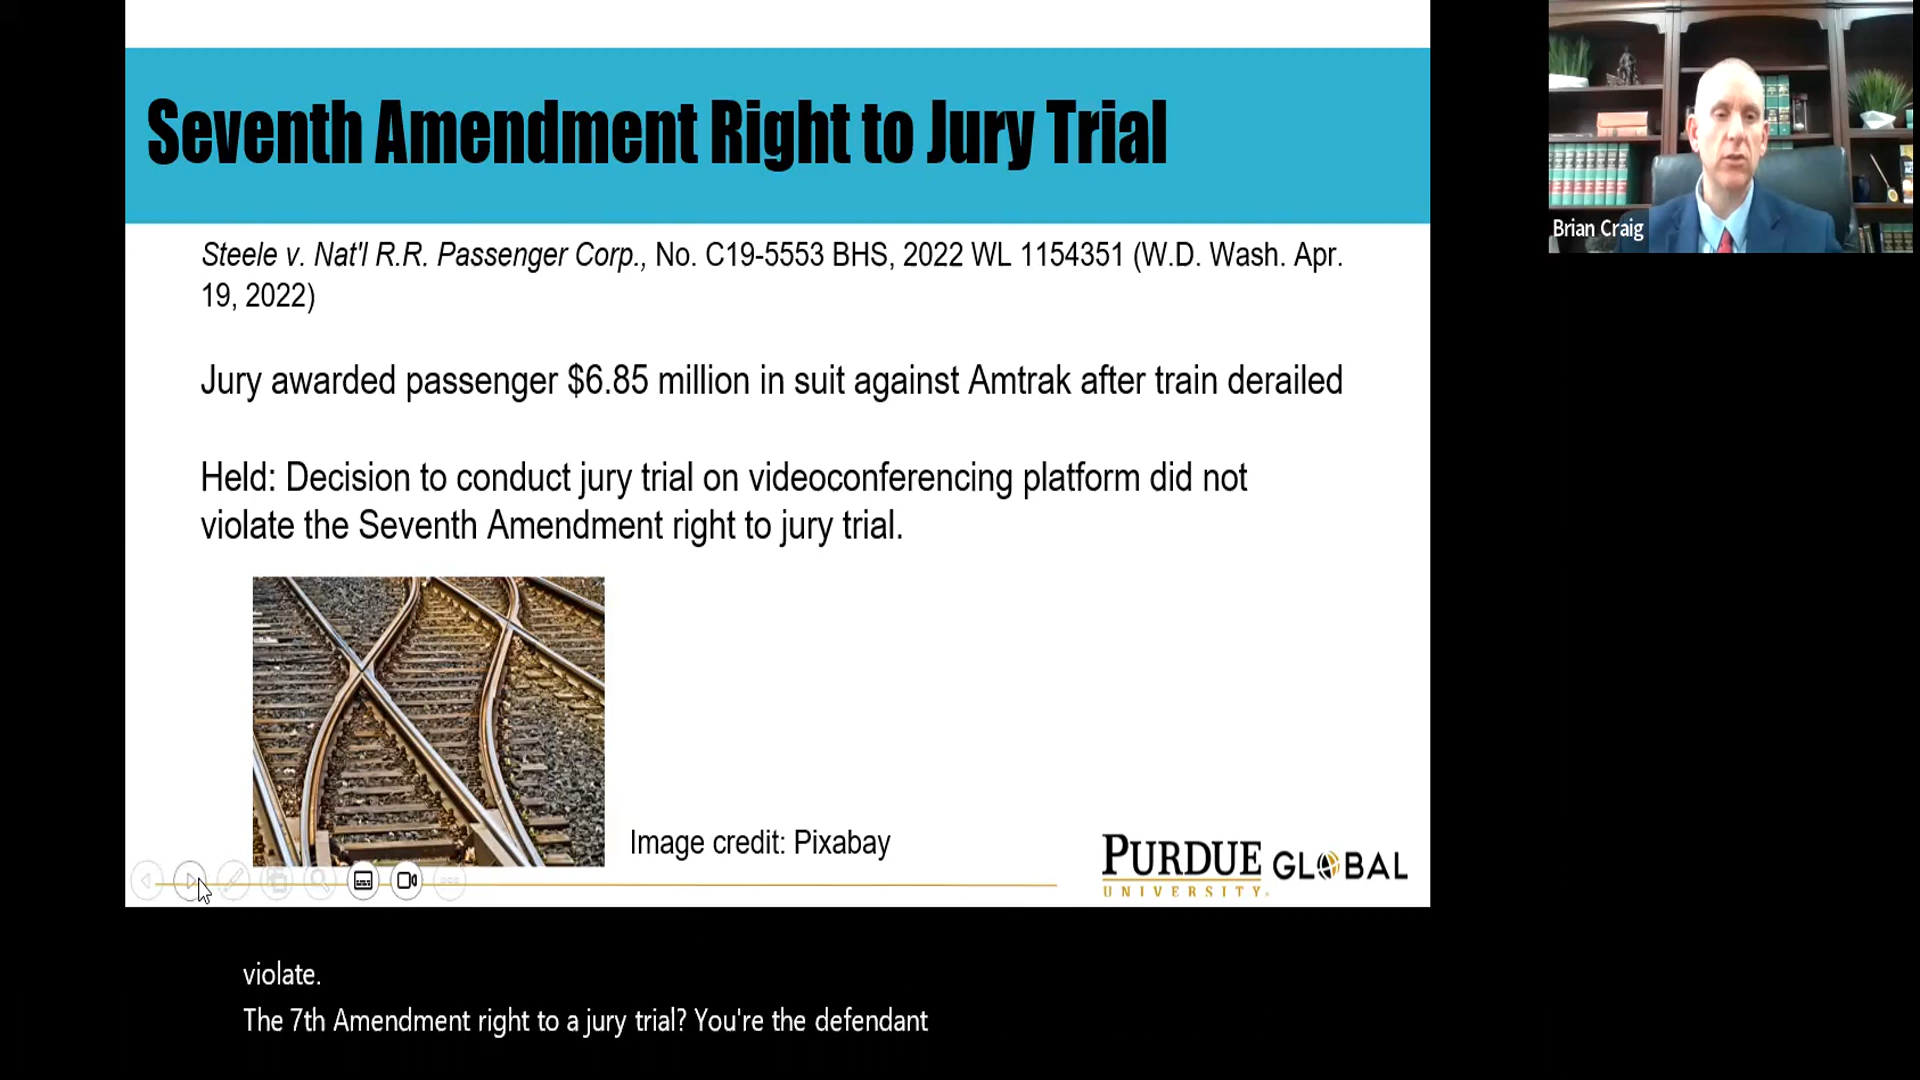 Seventh Amendment Right to Jury Trial
Steele v. Nat'l R.R. Passenger Corp., No. C19-5553 BHS, 2022 WL 1154351 (W.D. Wash. Apr.
19, 2022)
Jury awarded passenger $6.85 million in suit against Amtrak after train derailed
Held: Decision to conduct jury trial on videoconferencing platform did not
violate the Seventh Amendment right to jury trial.
Image credit: Pixabay
PURDUE GLOBAL
UNIVERSITY®
Brian Craig
violate.
The 7th Amendment right to a jury trial? You're the defendant